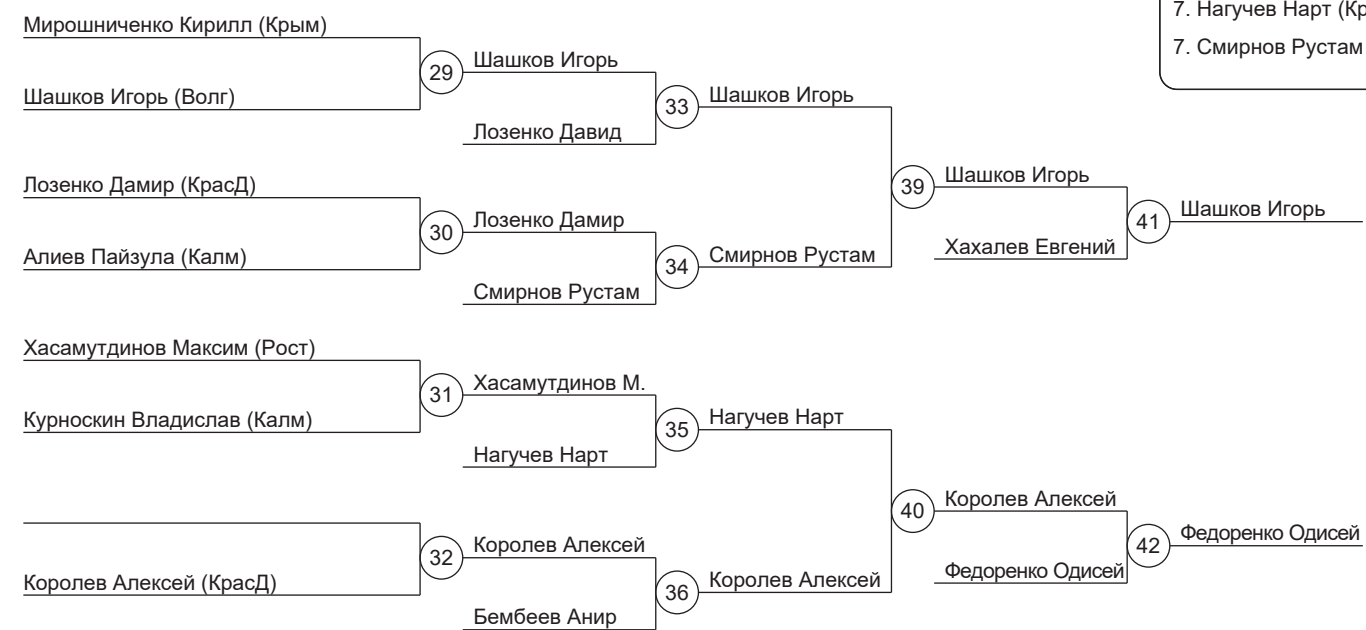 7. Нагучев Нарт
7. Смирнов Рустам
Мирошниченко Кирилл (Крым)
29
Шашков Игорь
Шашков Игорь (Волг)
33
Шашков Игорь
Лозенко Давид
39
Шашков Игорь
Лозенко Дамир (КрасД)
30
Лозенко Дамир
41
Шашков Игорь
Алиев Пайзула (Калм)
34
Смирнов Рустам
Хахалев Евгений
Смирнов Рустам
Хасамутдинов Максим (Рост)
31
Хасамутдинов М.
Курноскин Владислав (Калм)
35
Нагучев Нарт
Нагучев Нарт
40
Королев Алексей
32
Королев Алексей
42
Федоренко Одисей
Королев Алексей (КрасД)
36
Королев Алексей
Федоренко Одисей
Бембеев Анир